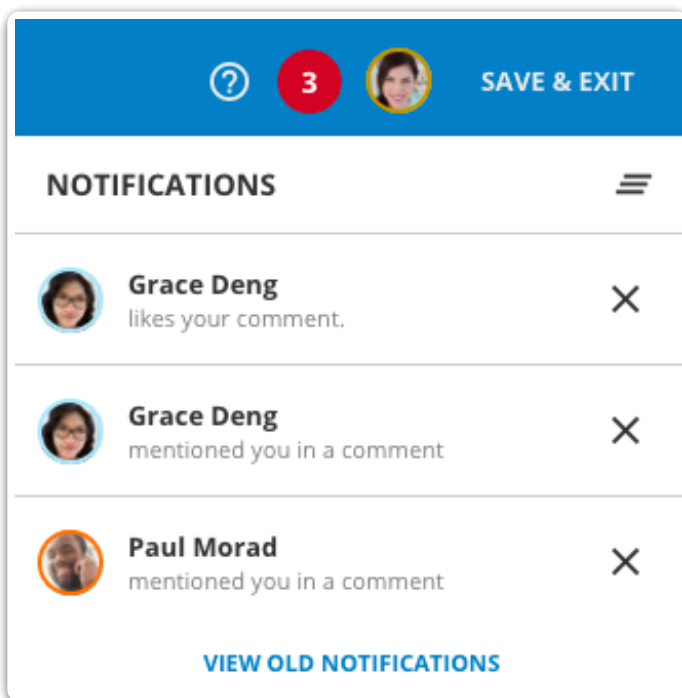 3 SAVE & EXIT
NOTIFICATIONS
Grace Deng
likes your comment.
Grace Deng
mentioned you in a comment
Paul Morad
mentioned you in a comment
VIEW OLD NOTIFICATIONS